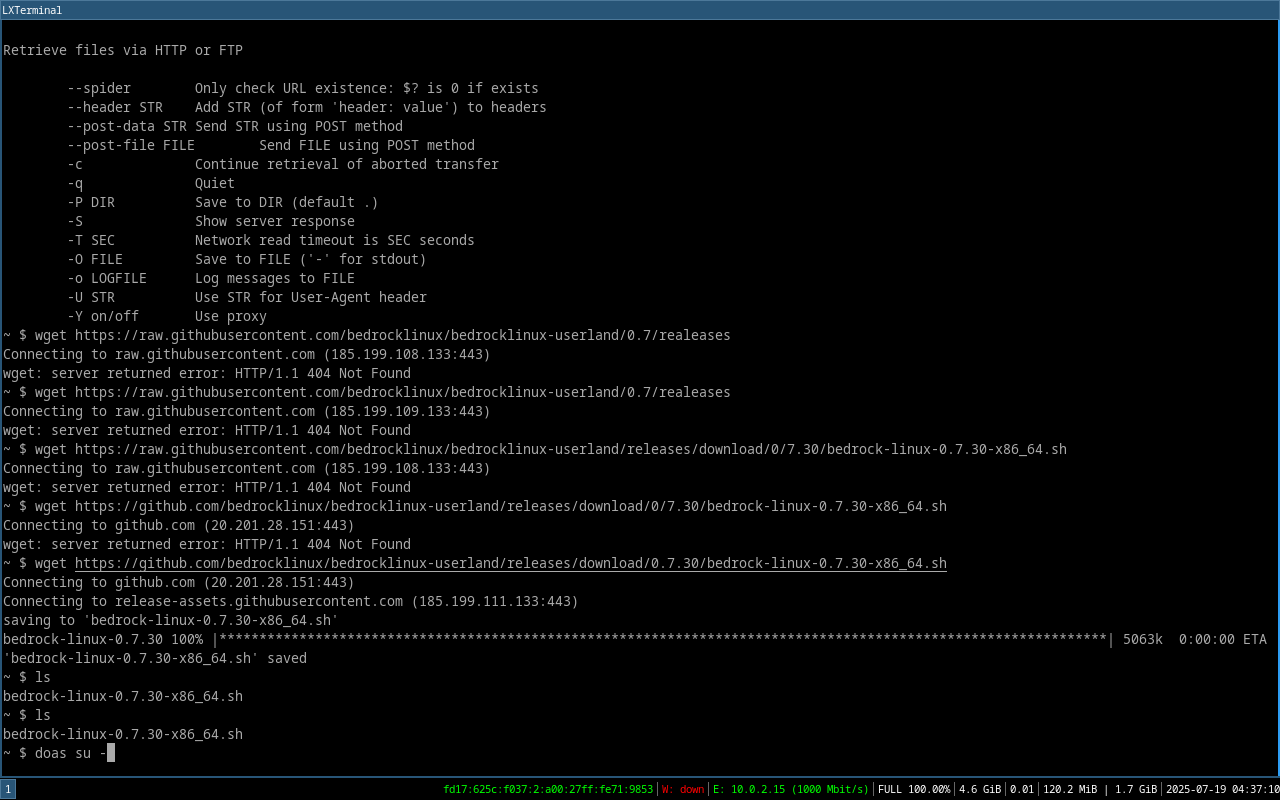 LXTerminal
Retrieve files via HTTP or FTP
--spider Only check URL existence: $? is 0 if exists
--header STR Add STR (of form 'header: value') to headers
--post-data STR Send STR using POST method
--post-file FILE Send FILE using POST method
-c Continue retrieval of aborted transfer
-q Quiet
-P DIR Save to DIR (default .)
-S Show server response
-T SEC Network read timeout is SEC seconds
-O FILE Save to FILE ('-' for stdout)
-o LOGFILE Log messages to FILE
-U STR Use STR for User-Agent header
-Y on/off Use proxy
~ $ wget https://raw.githubusercontent.com/bedrocklinux/bedrocklinux-userland/0.7/realeases
Connecting to raw.githubusercontent.com (185.199.108.133:443)
wget: server returned error: HTTP/1.1 404 Not Found
~ $ wget https://raw.githubusercontent.com/bedrocklinux/bedrocklinux-userland/0.7/realeases
Connecting to raw.githubusercontent.com (185.199.109.133:443)
wget: server returned error: HTTP/1.1 404 Not Found
~ $ wget https://raw.githubusercontent.com/bedrocklinux/bedrocklinux-userland/releases/download/0/7.30/bedrock-linux-0.7.30-x86_64.sh
Connecting to raw.githubusercontent.com (185.199.108.133:443)
wget: server returned error: HTTP/1.1 404 Not Found
~ $ wget https://github.com/bedrocklinux/bedrocklinux-userland/releases/download/0/7.30/bedrock-linux-0.7.30-x86_64.sh
Connecting to github.com (20.201.28.151:443)
wget: server returned error: HTTP/1.1 404 Not Found
~ $ wget https://github.com/bedrocklinux/bedrocklinux-userland/releases/download/0.7.30/bedrock-linux-0.7.30-x86_64.sh
Connecting to github.com (20.201.28.151:443)
Connecting to release-assets.githubusercontent.com (185.199.111.133:443)
saving to 'bedrock-linux-0.7.30-x86_64.sh'
bedrock-linux-0.7.30 100% |***************************************************************************************************************| 5063k 0:00:00 ETA
'bedrock-linux-0.7.30-x86_64.sh' saved
~ $ ls
bedrock-linux-0.7.30-x86_64.sh
~ $ ls
bedrock-linux-0.7.30-x86_64.sh
~ $ doas su -
1 fd17:625c:f037:2:a00:27ff:fe71:9853|W: down|E: 10.0.2.15 (1000 Mbit/s)|FULL 100.00%|4.6 GiB|0.01|120.2 MiB | 1.7 GiB|2025-07-19 04:37:10